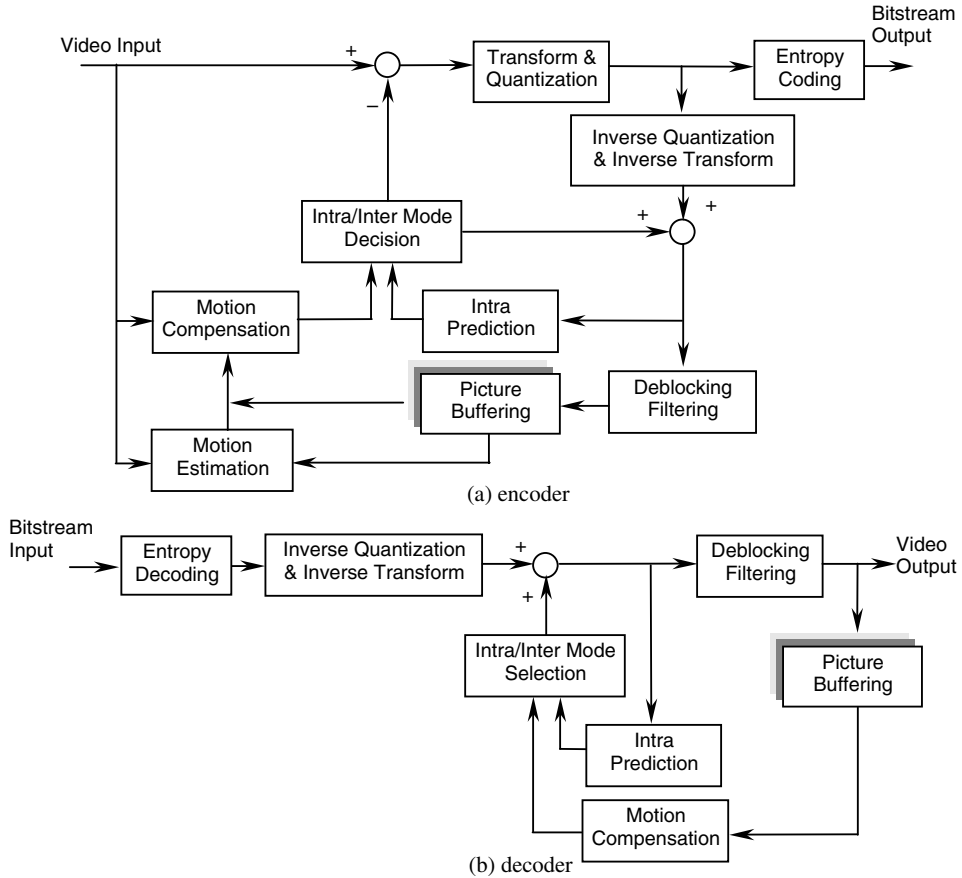 Video Input
+
Transform &
Quantization
Entropy
Coding
Bitstream
Output
−
Inverse Quantization
& Inverse Transform
Intra/Inter Mode
Decision
+
+
Motion
Compensation
Intra
Prediction
Picture
Buffering
Deblocking
Filtering
Motion
Estimation
(a) encoder
Bitstream
Input
Entropy
Decoding
Inverse Quantization
& Inverse Transform
+
+
Deblocking
Filtering
Video
Output
Intra/Inter Mode
Selection
Picture
Buffering
Intra
Prediction
Motion
Compensation
(b) decoder